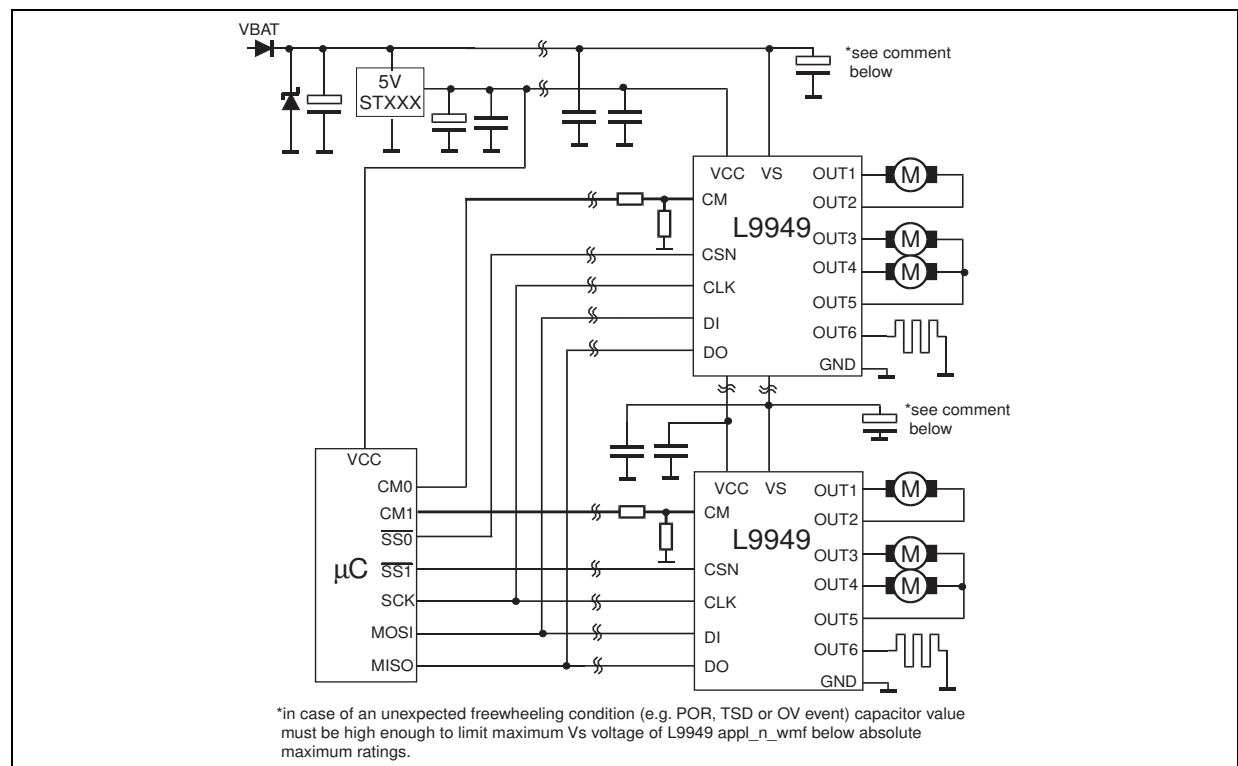 VBAT
*see comment
below
5V
STXXX
VCC VS
OUT1
M
CM
OUT2
L9949
OUT3
M
CSN
OUT4
M
CLK
OUT5
DI
OUT6
DO
GND
*see comment
below
VCC
CM0
CM1
SS0
μC
SS1
SCK
MOSI
MISO
VCC VS
OUT1
M
CM
OUT2
L9949
OUT3
M
CSN
OUT4
M
CLK
OUT5
DI
OUT6
DO
GND
*in case of an unexpected freewheeling condition (e.g. POR, TSD or OV event) capacitor value
must be high enough to limit maximum Vs voltage of L9949 appl_n_wmf below absolute
maximum ratings.